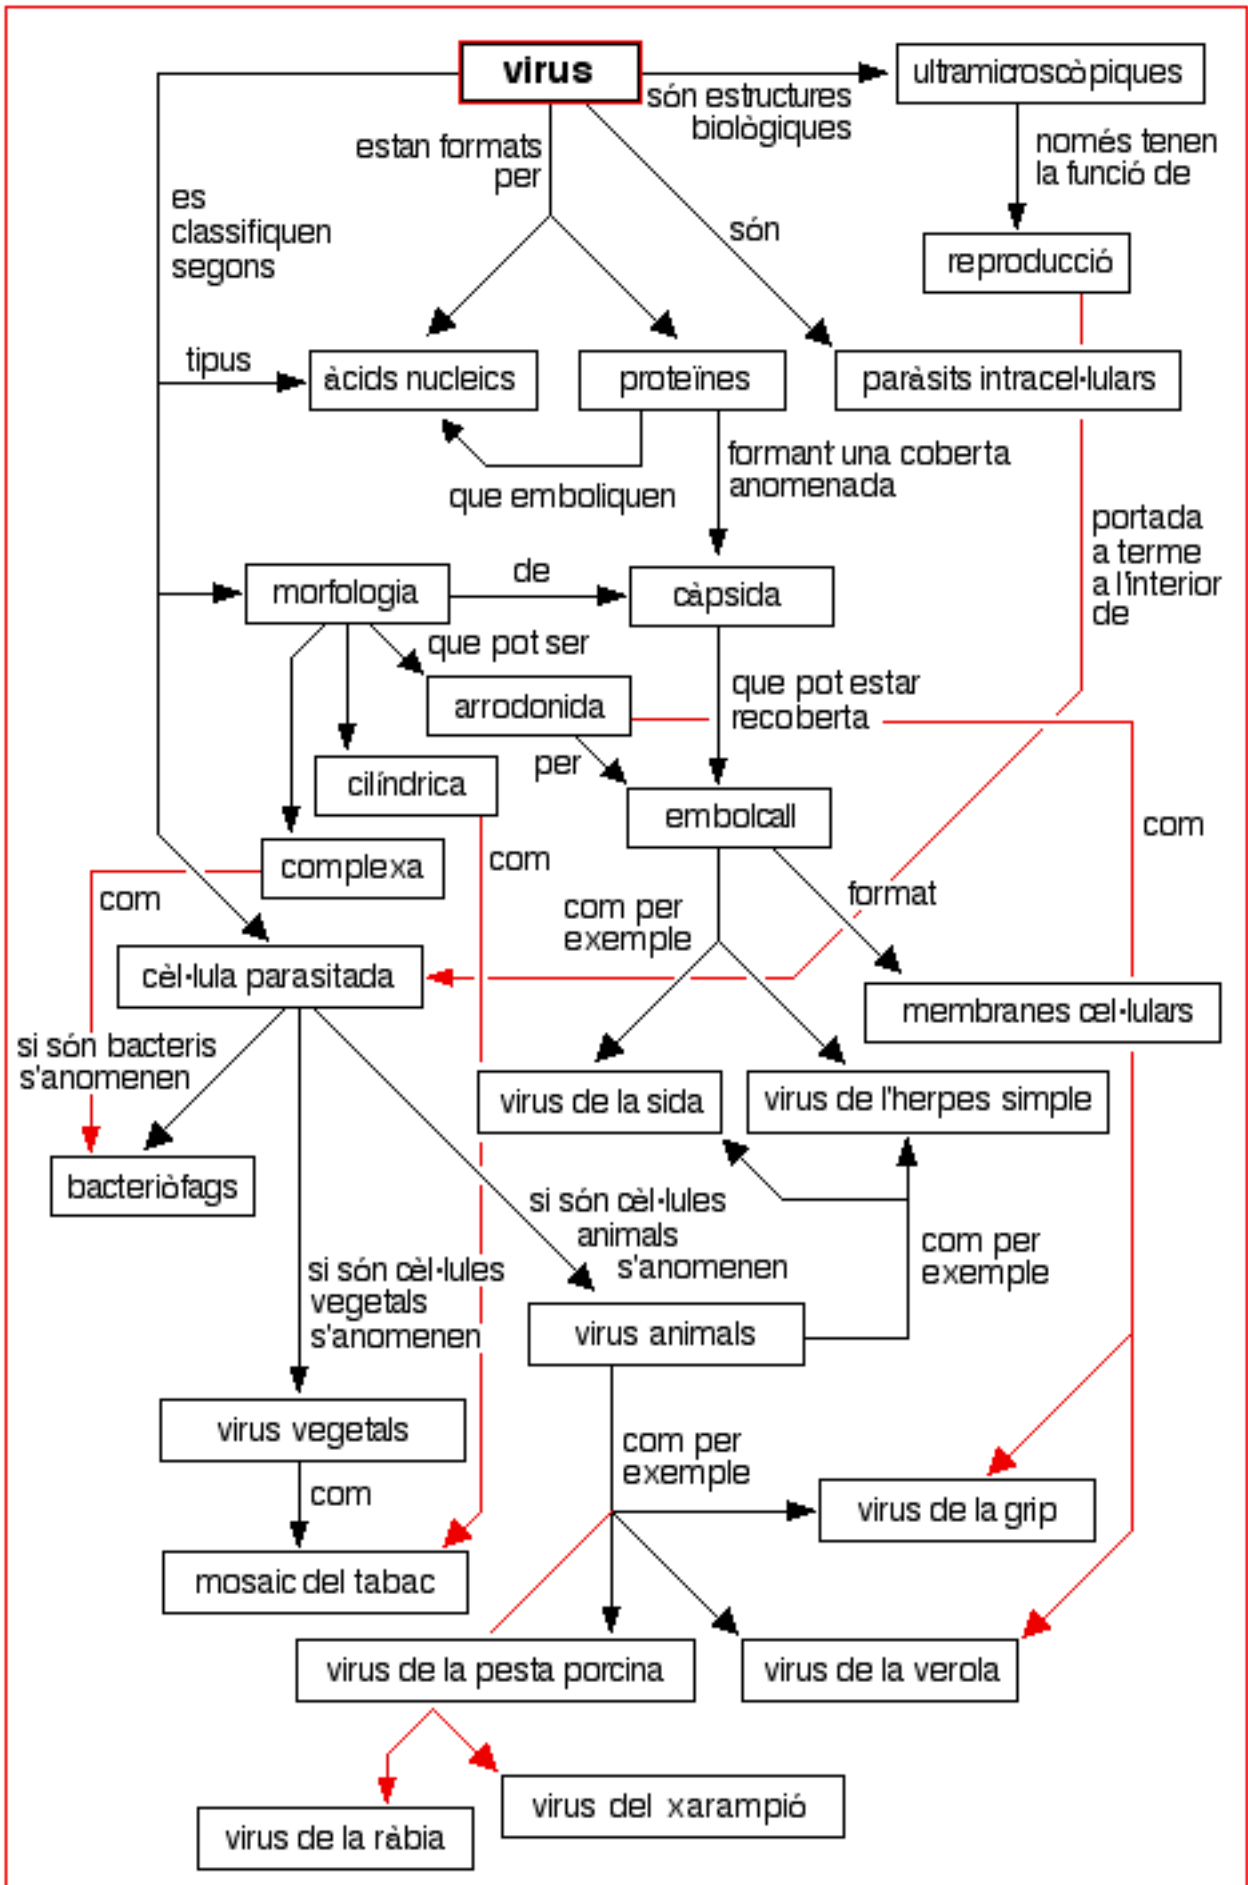 virus
ultramicroscòpiques
són estructures
biològiques
estan formats
per
només tenen
la funció de
es
classifiquen
segons
són
reproducció
tipus
àcids nucleics
proteïnes
paràsits intracel·lulars
formant una coberta
anomenada
que emboliquen
portada
a terme
a l'interior
de
morfologia
de
càpsida
que pot ser
que pot estar
recoberta
arrodonida
per
cilíndrica
embolcall
com
complexa
com
com
format
com per
exemple
cèl·lula parasitada
membranes cel·lulars
si són bacteris
s'anomenen
virus de la sida
virus de l'herpes simple
bacteriòfags
si són cèl·lules
animals
s'anomenen
com per
exemple
si són cèl·lules
vegetals
s'anomenen
virus animals
virus vegetals
com per
exemple
com
virus de la grip
mosaic del tabac
virus de la pesta porcina
virus de la verola
virus del xarampió
virus de la ràbia